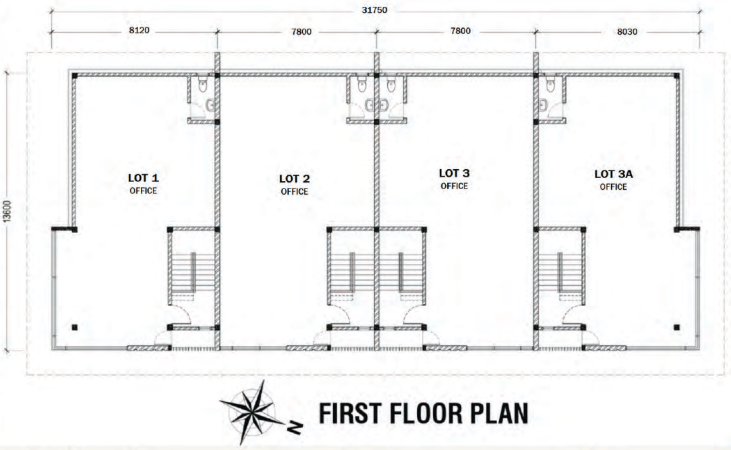 31750
8120 7800 7800 8030
13600
LOT 1
OFFICE
LOT 2
OFFICE
LOT 3
OFFICE
LOT 3A
OFFICE
N
FIRST FLOOR PLAN